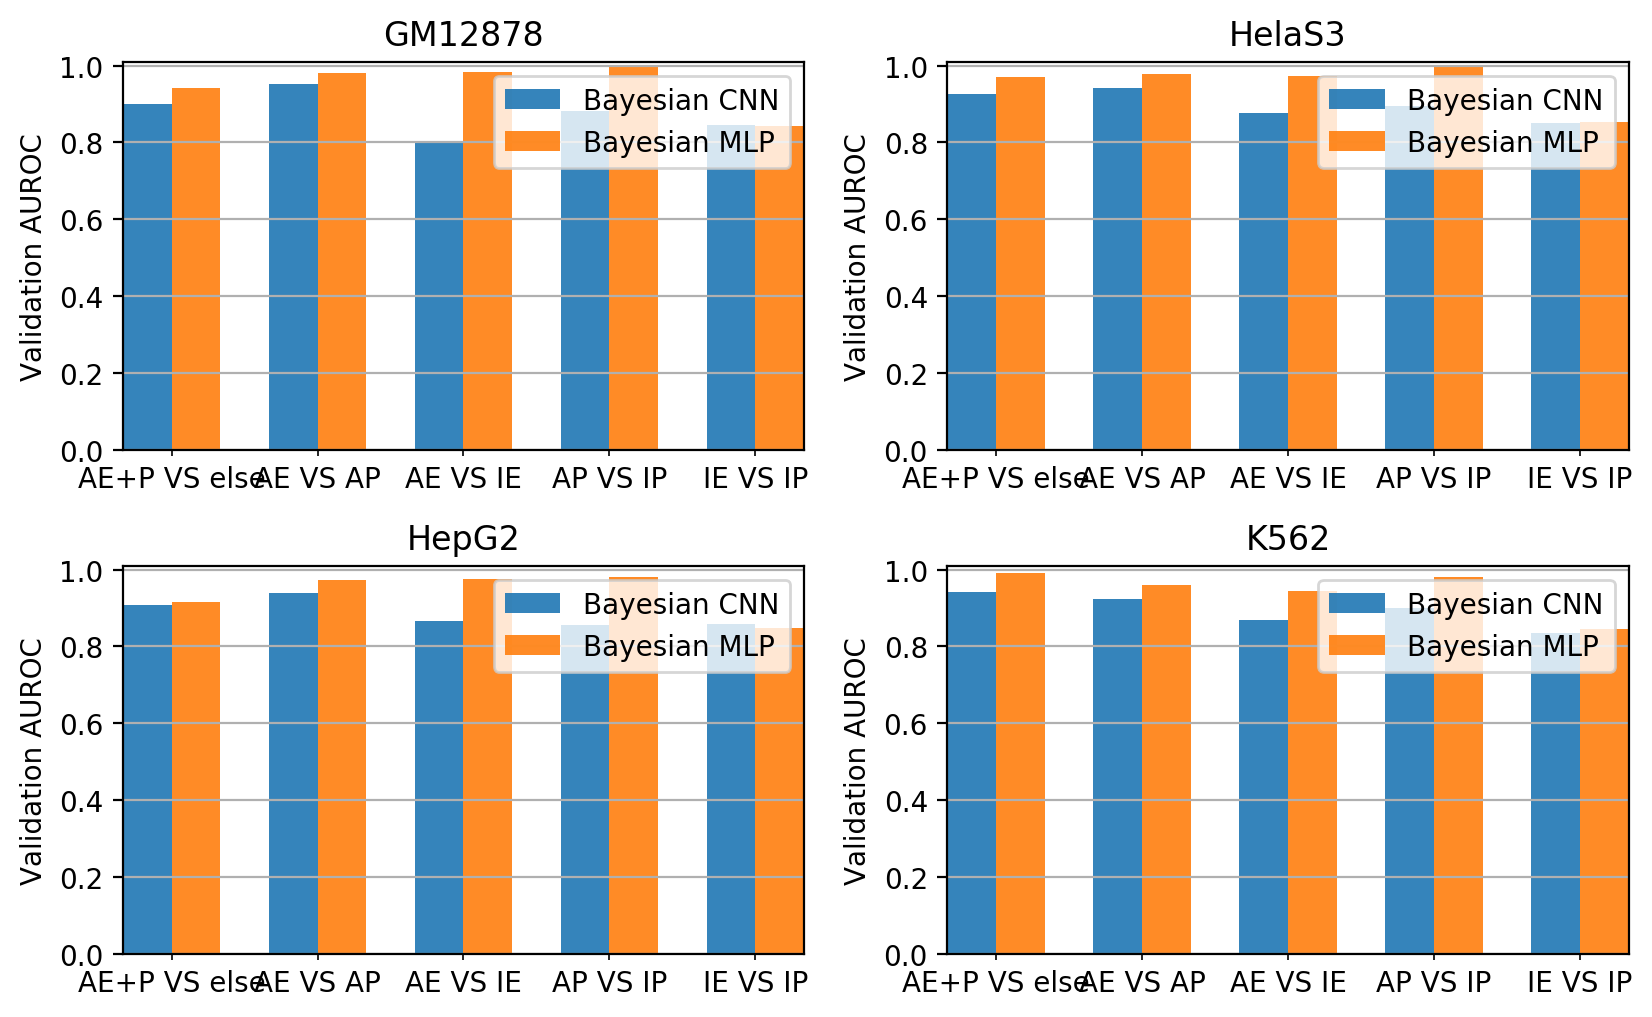 GM12878
Validation AUROC
1.0
0.8
0.6
0.4
0.2
0.0
Bayesian CNN
Bayesian MLP
AE+P VS else
AE VS AP
AE VS IE
AP VS IP
IE VS IP
HelaS3
Validation AUROC
1.0
0.8
0.6
0.4
0.2
0.0
Bayesian CNN
Bayesian MLP
AE+P VS else
AE VS AP
AE VS IE
AP VS IP
IE VS IP
HepG2
Validation AUROC
1.0
0.8
0.6
0.4
0.2
0.0
Bayesian CNN
Bayesian MLP
AE+P VS else
AE VS AP
AE VS IE
AP VS IP
IE VS IP
K562
Validation AUROC
1.0
0.8
0.6
0.4
0.2
0.0
Bayesian CNN
Bayesian MLP
AE+P VS else
AE VS AP
AE VS IE
AP VS IP
IE VS IP